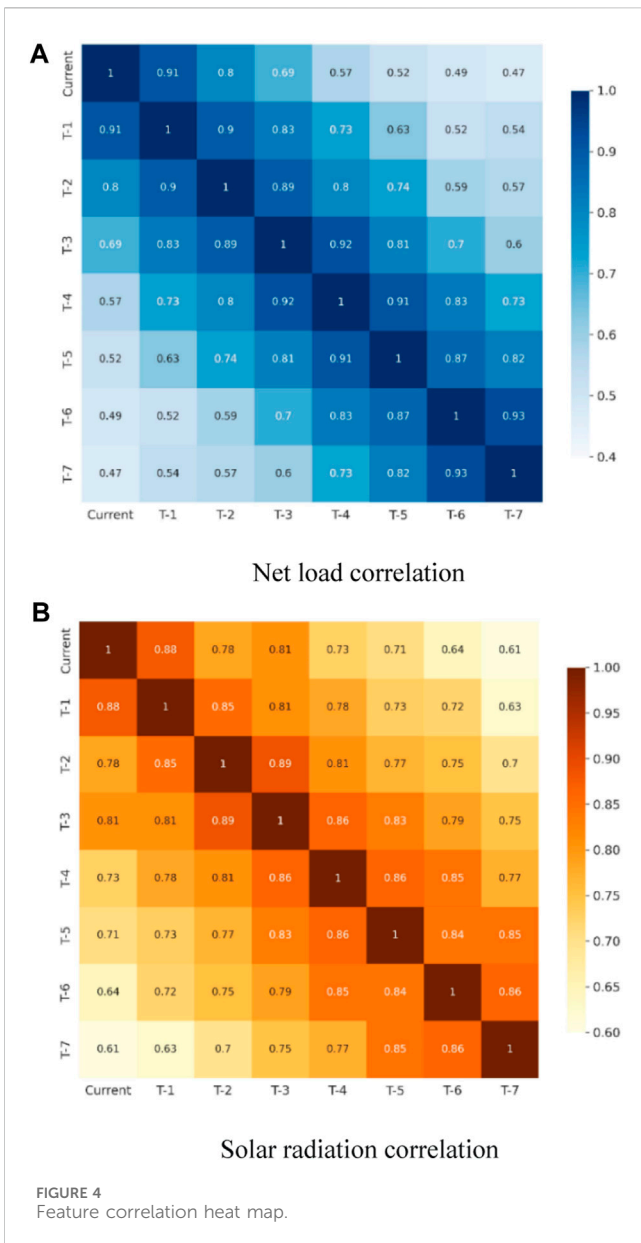 A
Current 1 0.91 0.8 0.69 0.57 0.52 0.49 0.47
T-1 0.91 1 0.9 0.83 0.73 0.63 0.52 0.54
T-2 0.8 0.9 1 0.89 0.8 0.74 0.59 0.57
T-3 0.69 0.83 0.89 1 0.92 0.81 0.7 0.6
T-4 0.57 0.73 0.8 0.92 1 0.91 0.83 0.73
T-5 0.52 0.63 0.74 0.81 0.91 1 0.87 0.82
T-6 0.49 0.52 0.59 0.7 0.83 0.87 1 0.93
T-7 0.47 0.54 0.57 0.6 0.73 0.82 0.93 1
Current T-1 T-2 T-3 T-4 T-5 T-6 T-7
1.0
0.9
0.8
0.7
0.6
0.5
0.4
Net load correlation
B
Current 1 0.88 0.78 0.81 0.73 0.71 0.64 0.61
T-1 0.88 1 0.85 0.81 0.78 0.73 0.72 0.63
T-2 0.78 0.85 1 0.89 0.81 0.77 0.75 0.7
T-3 0.81 0.81 0.89 1 0.86 0.83 0.79 0.75
T-4 0.73 0.78 0.81 0.86 1 0.86 0.85 0.77
T-5 0.71 0.73 0.77 0.83 0.86 1 0.84 0.85
T-6 0.64 0.72 0.75 0.79 0.85 0.84 1 0.86
T-7 0.61 0.63 0.7 0.75 0.77 0.85 0.86 1
Current T-1 T-2 T-3 T-4 T-5 T-6 T-7
1.00
0.95
0.90
0.85
0.80
0.75
0.70
0.65
0.60
Solar radiation correlation
FIGURE 4
Feature correlation heat map.